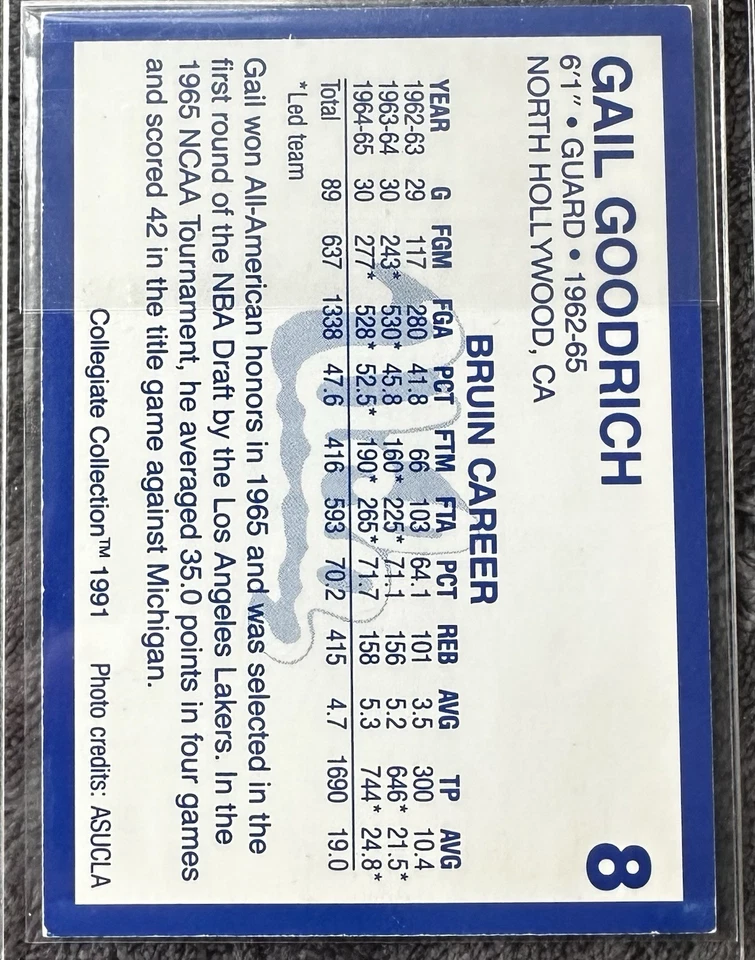 GAIL GOODRICH 8
6'1" • GUARD • 1962-65
NORTH HOLLYWOOD, CA
BRUIN CAREER
YEAR G FGM FGA PCT FTM FTA PCT REB AVG TP AVG
1962-63 29 117 280 41.8 66 103 64.1 101 3.5 300 10.4
1963-64 30 243* 530* 45.8 160* 225* 71.1 156 5.2 646* 21.5*
1964-65 30 277* 528* 52.5* 190* 265* 71.7 158 5.3 744* 24.8*
Total 89 637 1338 47.6 416 593 70.2 415 4.7 1690 19.0
*Led team
Gail won All-American honors in 1965 and was selected in the
first round of the NBA Draft by the Los Angeles Lakers. In the
1965 NCAA Tournament, he averaged 35.0 points in four games
and scored 42 in the title game against Michigan.
Collegiate Collection™ 1991 Photo credits: ASUCLA
ucla